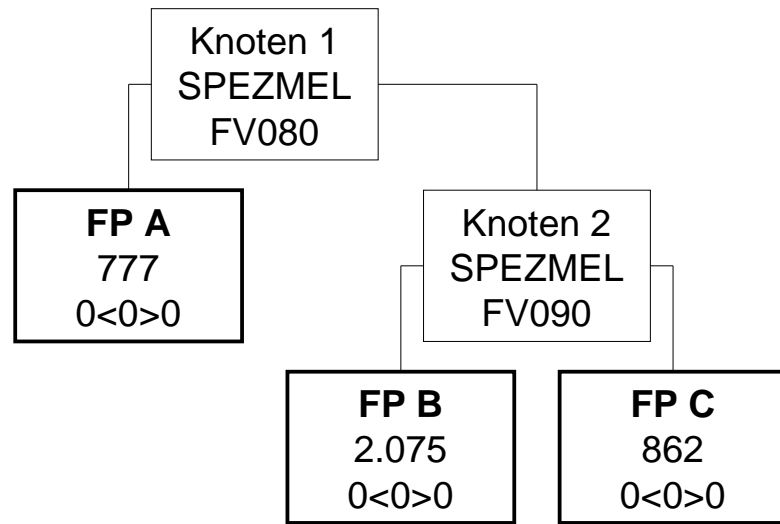 Knoten 1
SPEZMEL
FV080
FP A
777
0<0>0
Knoten 2
SPEZMEL
FV090
FP B
2.075
0<0>0
FP C
862
0<0>0